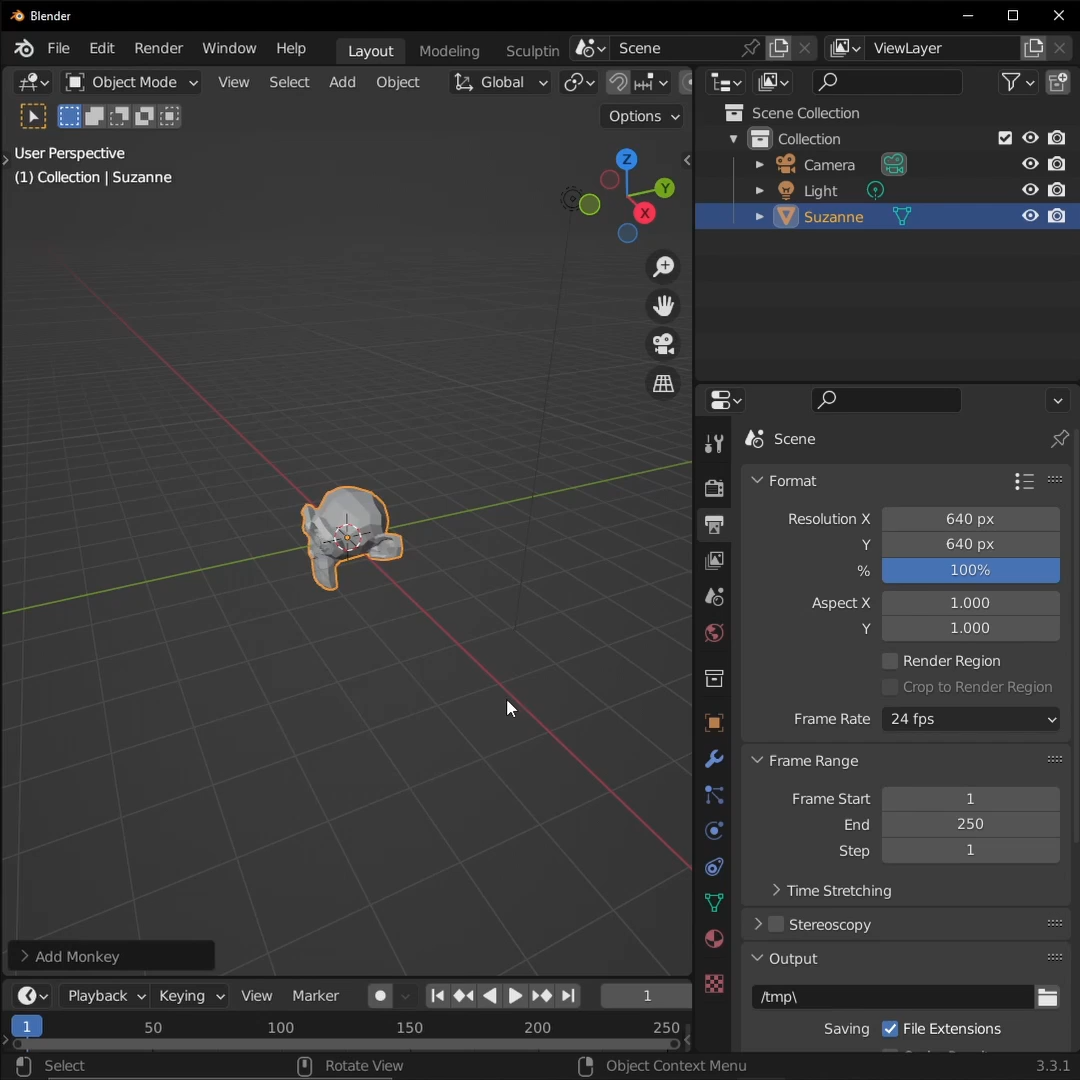 Blender
File Edit Render Window Help Layout Modeling Sculptin Scene ViewLayer
Object Mode View Select Add Object Global
Options
User Perspective
(1) Collection | Suzanne
Z
Y
X
Add Monkey
Scene Collection
Collection
Camera
Light
Suzanne
Scene
Format
Resolution X 640 px
Y 640 px
% 100%
Aspect X 1.000
Y 1.000
Render Region
Crop to Render Region
Frame Rate 24 fps
Frame Range
Frame Start 1
End 250
Step 1
Time Stretching
Stereoscopy
Output
/tmp\
Saving File Extensions
Playback Keying View Marker 1
1 50 100 150 200 250
Select Rotate View Object Context Menu 3.3.1